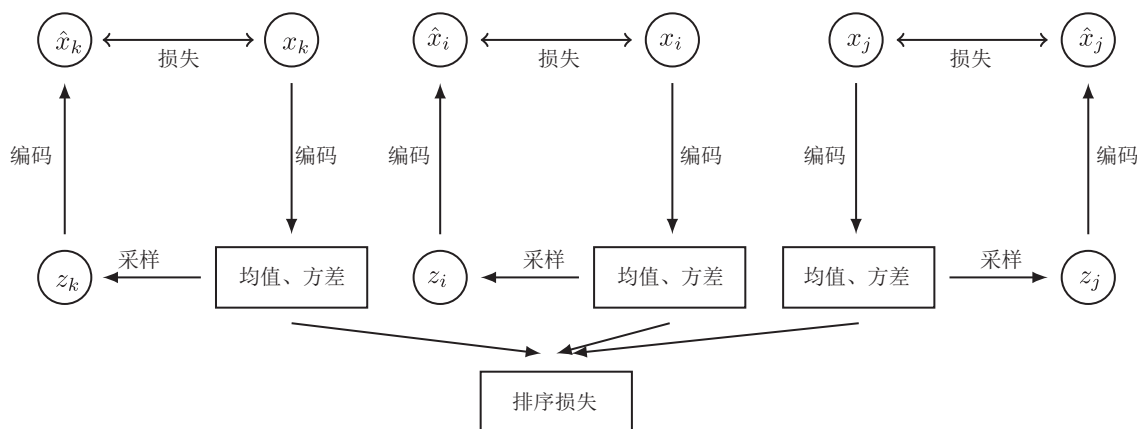 x̂_k 损失 x_k x̂_i 损失 x_i x_j 损失 x̂_j
编码 编码 编码 编码 编码 编码
z_k 采样 均值、方差 z_i 采样 均值、方差 均值、方差 采样 z_j
排序损失